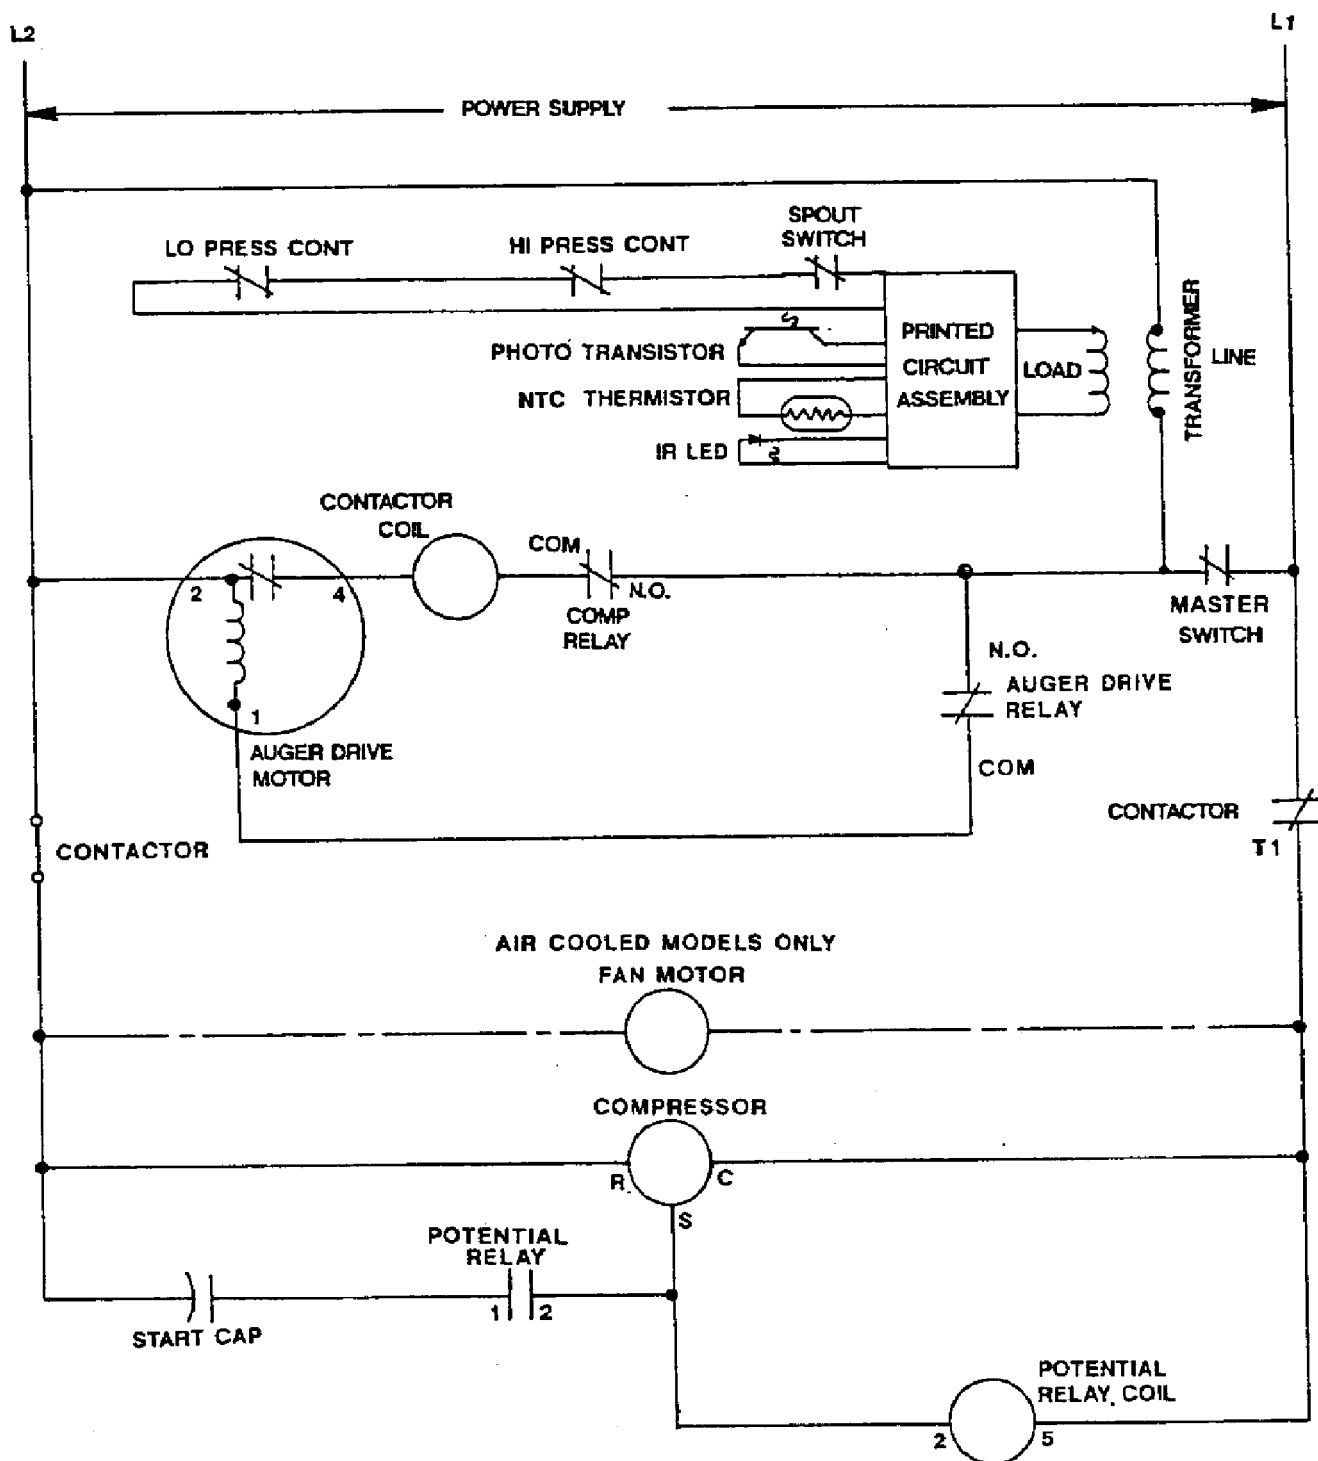 L2
L1
POWER SUPPLY
LO PRESS CONT
HI PRESS CONT
SPOUT
SWITCH
PHOTO TRANSISTOR
NTC THERMISTOR
IR LED
PRINTED
CIRCUIT
ASSEMBLY
LOAD
TRANSFORMER
LINE
CONTACTOR
COIL
COM
N.O.
COMP
RELAY
MASTER
SWITCH
2
4
1
AUGER DRIVE
MOTOR
N.O.
AUGER DRIVE
RELAY
COM
CONTACTOR
CONTACTOR
T1
AIR COOLED MODELS ONLY
FAN MOTOR
COMPRESSOR
R
C
S
POTENTIAL
RELAY
1
2
START CAP
POTENTIAL
RELAY COIL
2
5